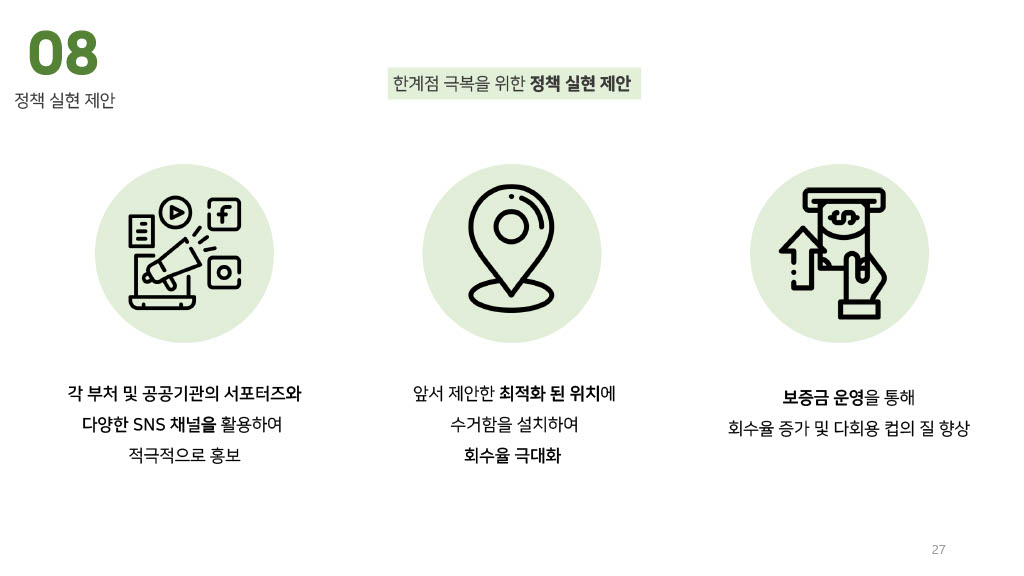 08
정책 실현 제안
한계점 극복을 위한 정책 실현 제안
각 부처 및 공공기관의 서포터즈와
다양한 SNS 채널을 활용하여
적극적으로 홍보
앞서 제안한 최적화 된 위치에
수거함을 설치하여
회수율 극대화
보증금 운영을 통해
회수율 증가 및 다회용 컵의 질 향상
27